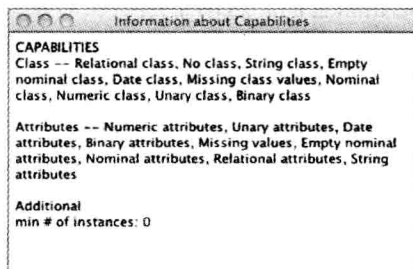 Information about Capabilities
CAPABILITIES
Class -- Relational class, No class, String class, Empty
nominal class, Date class, Missing class values, Nominal
class, Numeric class, Unary class, Binary class
Attributes -- Numeric attributes, Unary attributes, Date
attributes, Binary attributes, Missing values, Empty nominal
attributes, Nominal attributes, Relational attributes, String
attributes
Additional
min # of instances: 0